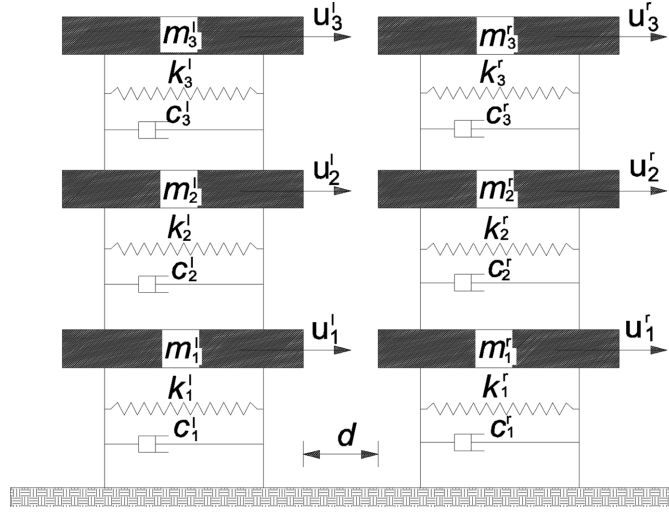 m₃ˡ u₃ˡ m₃ʳ u₃ʳ
k₃ˡ k₃ʳ
c₃ˡ c₃ʳ
m₂ˡ u₂ˡ m₂ʳ u₂ʳ
k₂ˡ k₂ʳ
c₂ˡ c₂ʳ
m₁ˡ u₁ˡ m₁ʳ u₁ʳ
k₁ˡ k₁ʳ
c₁ˡ d c₁ʳ